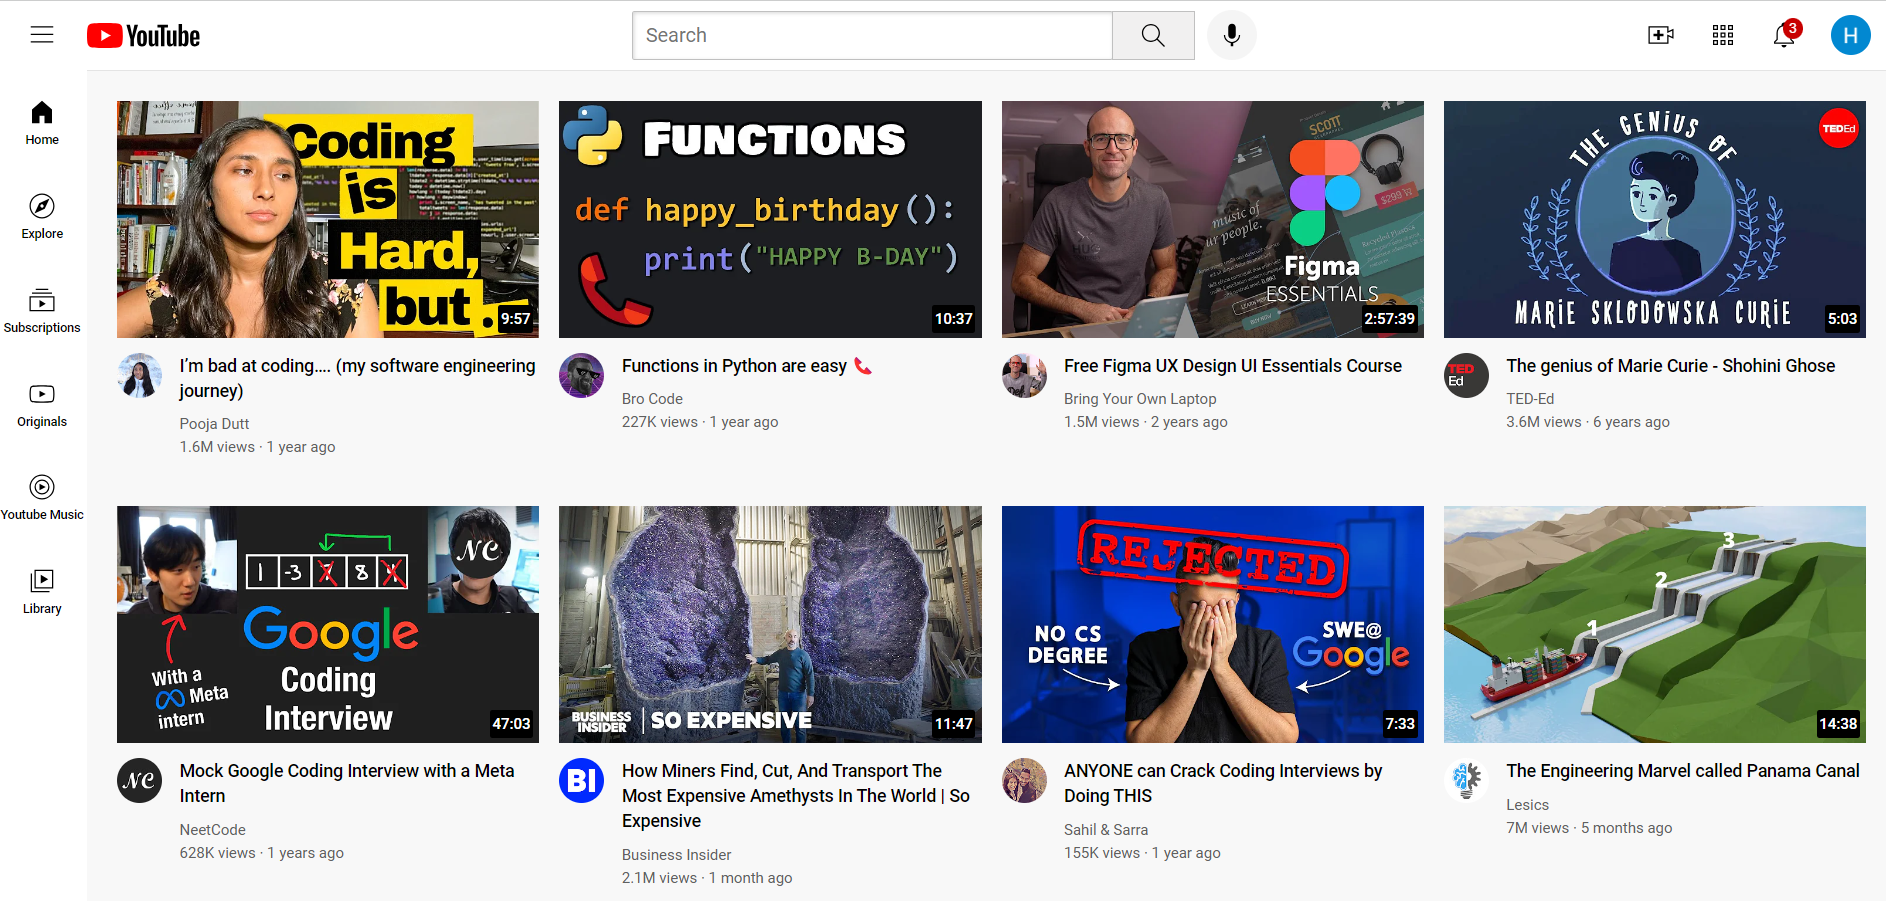 YouTube
Search
3
H
Home
Explore
Subscriptions
Originals
Youtube Music
Library
Coding
is
Hard,
but.
9:57
I'm bad at coding.... (my software engineering
journey)
Pooja Dutt
1.6M views · 1 year ago
FUNCTIONS
def happy_birthday():
print("HAPPY B-DAY")
10:37
Functions in Python are easy 📞
Bro Code
227K views · 1 year ago
SCOTT
music of
ur people.
$299
Figma
ESSENTIALS
BUY NOW
2:57:39
Free Figma UX Design UI Essentials Course
Bring Your Own Laptop
1.5M views · 2 years ago
THE GENIUS OF
TEDEd
MARIE SKLODOWSKA CURIE
5:03
TED
Ed
The genius of Marie Curie - Shohini Ghose
TED-Ed
3.6M views · 6 years ago
1 -3 7 8 4
NC
Google
With a
Meta
intern
Coding
Interview
47:03
NC
Mock Google Coding Interview with a Meta
Intern
NeetCode
628K views · 1 years ago
BUSINESS
INSIDER
SO EXPENSIVE
11:47
BI
How Miners Find, Cut, And Transport The
Most Expensive Amethysts In The World | So
Expensive
Business Insider
2.1M views · 1 month ago
REJECTED
NO CS
DEGREE
SWE@
Google
7:33
ANYONE can Crack Coding Interviews by
Doing THIS
Sahil & Sarra
155K views · 1 year ago
3
2
1
14:38
The Engineering Marvel called Panama Canal
Lesics
7M views · 5 months ago